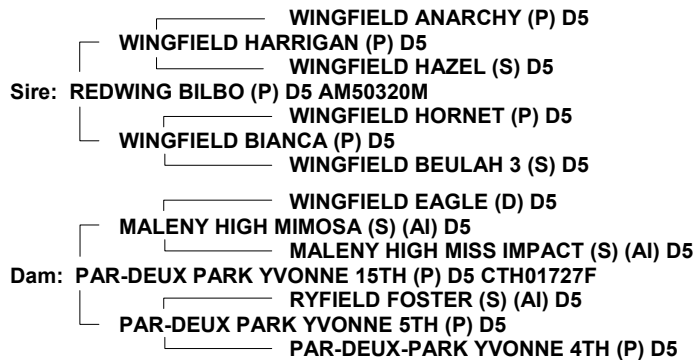 WINGFIELD ANARCHY (P) D5
WINGFIELD HARRIGAN (P) D5
WINGFIELD HAZEL (S) D5
Sire: REDWING BILBO (P) D5 AM50320M
WINGFIELD HORNET (P) D5
WINGFIELD BIANCA (P) D5
WINGFIELD BEULAH 3 (S) D5
WINGFIELD EAGLE (D) D5
MALENY HIGH MIMOSA (S) (AI) D5
MALENY HIGH MISS IMPACT (S) (AI) D5
Dam: PAR-DEUX PARK YVONNE 15TH (P) D5 CTH01727F
RYFIELD FOSTER (S) (AI) D5
PAR-DEUX PARK YVONNE 5TH (P) D5
PAR-DEUX-PARK YVONNE 4TH (P) D5